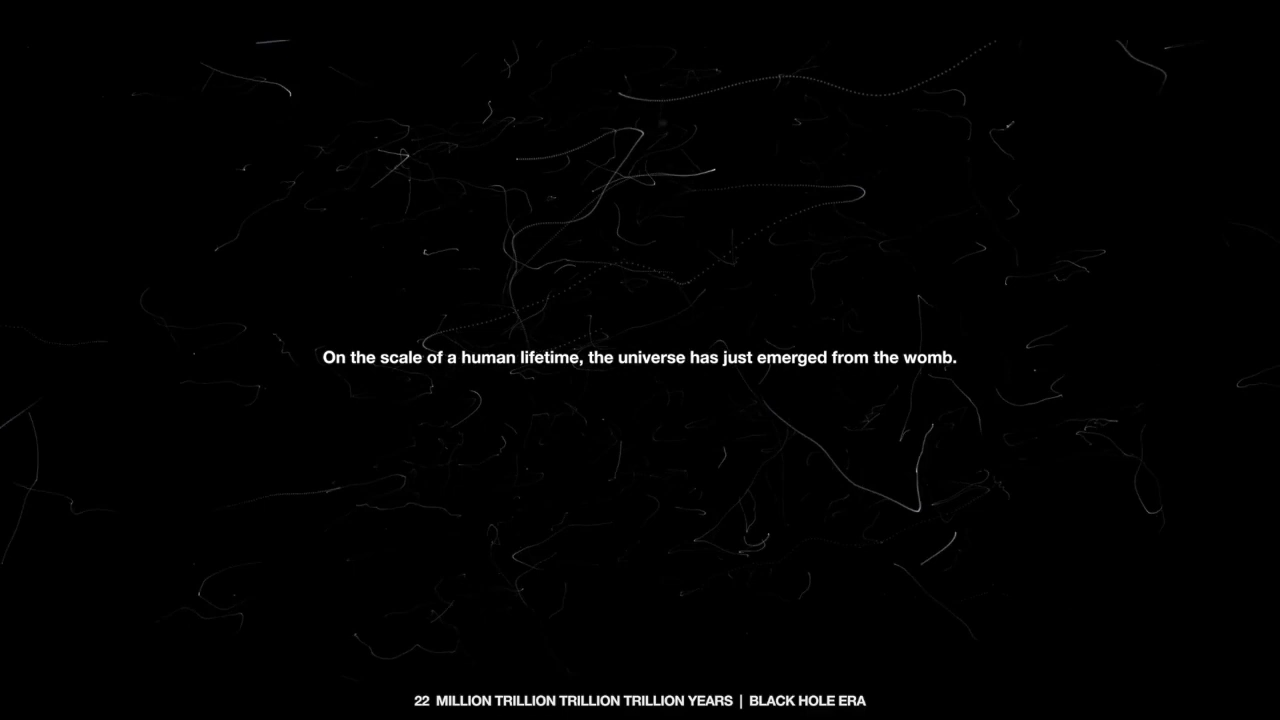 On the scale of a human lifetime, the universe has just emerged from the womb.
22 MILLION TRILLION TRILLION TRILLION YEARS | BLACK HOLE ERA